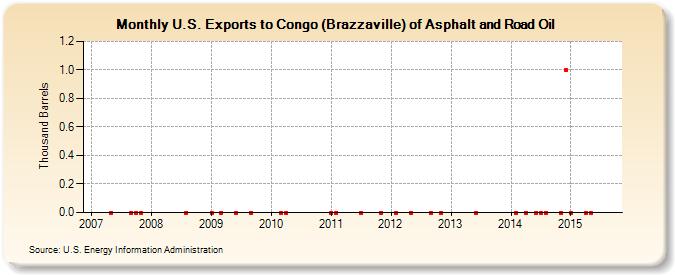 Monthly U.S. Exports to Congo (Brazzaville) of Asphalt and Road Oil
Thousand Barrels
1.2
1.0
0.8
0.6
0.4
0.2
0.0
2007 2008 2009 2010 2011 2012 2013 2014 2015
Source: U.S. Energy Information Administration